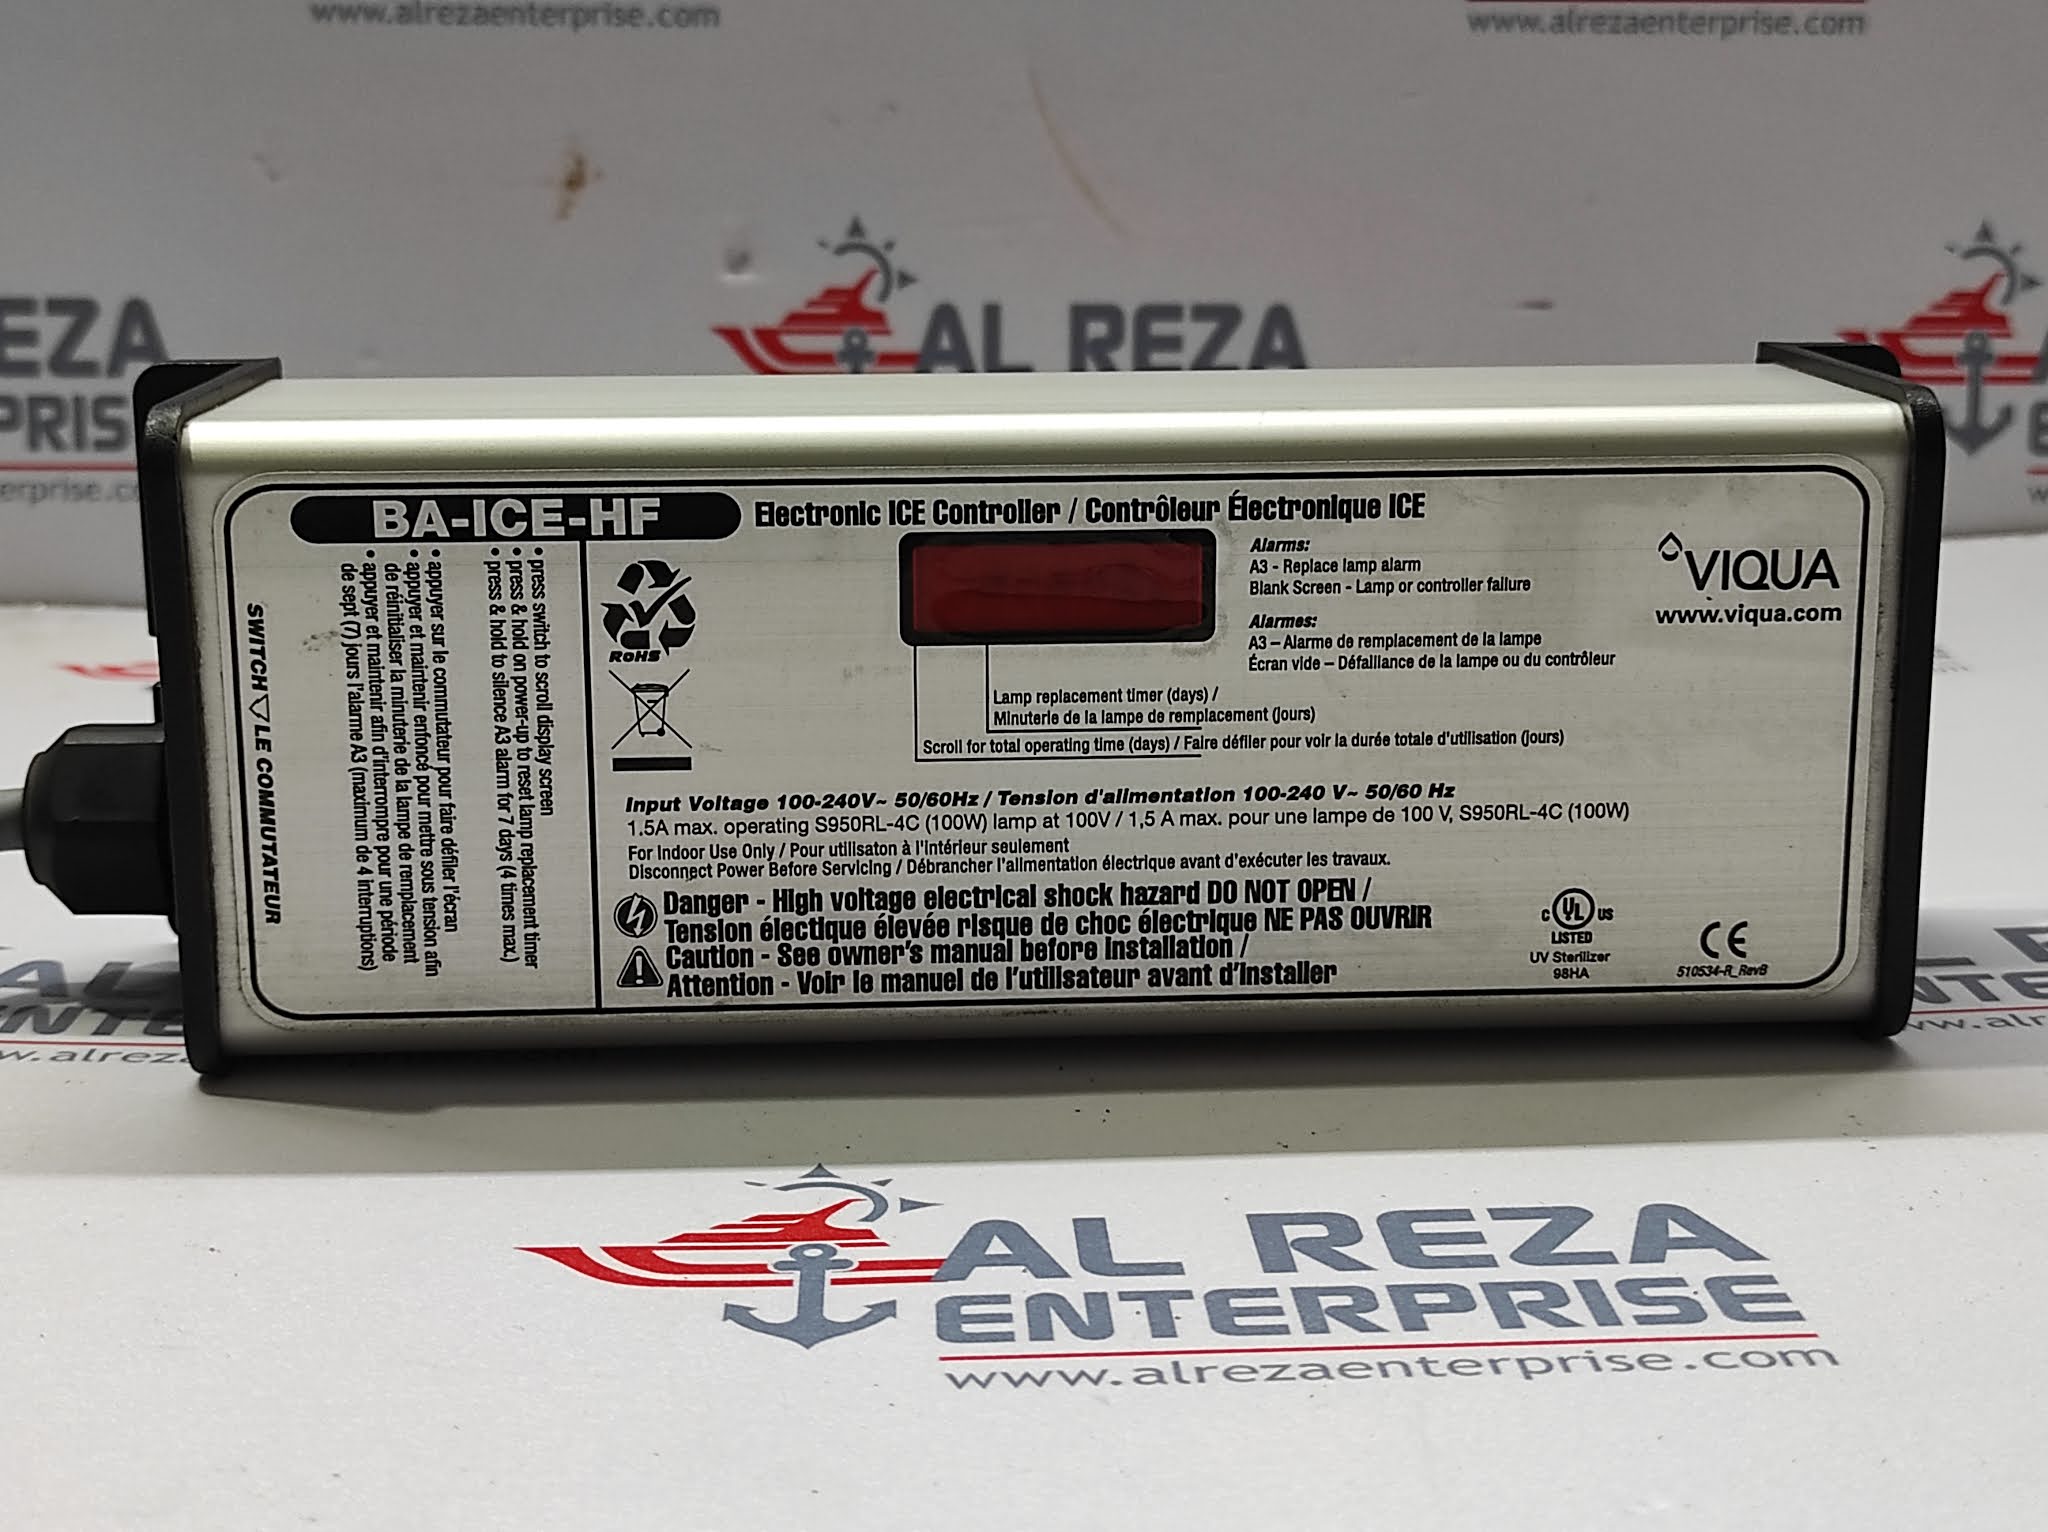 www.alrezaenterprise.com
www.alrezaenterprise.com
AL REZA
EZA
PRISE
erprise.co
BA-ICE-HF
Electronic ICE Controller / Contrôleur Électronique ICE
• press switch to scroll display screen
• press & hold on power-up to reset lamp replacement timer
• press & hold to silence A3 alarm for 7 days (4 times max.)
• appuyer sur le commutateur pour faire défiler l'écran
• appuyer et maintenir enfoncé pour mettre sous tension afin
de réinitialiser la minuterie de la lampe de remplacement
• appuyer et maintenir afin d'interrompre pour une période
de sept (7) jours l'alarme A3 (maximum de 4 interruptions)
SWITCH LE COMMUTATEUR
RoHS
Alarms:
A3 - Replace lamp alarm
Blank Screen - Lamp or controller failure
Alarmes:
A3 – Alarme de remplacement de la lampe
Écran vide – Défaillance de la lampe ou du contrôleur
VIQUA
www.viqua.com
Lamp replacement timer (days) /
Minuterie de la lampe de remplacement (jours)
Scroll for total operating time (days) / Faire défiler pour voir la durée totale d'utilisation (jours)
Input Voltage 100-240V~ 50/60Hz / Tension d'alimentation 100-240 V~ 50/60 Hz
1.5A max. operating S950RL-4C (100W) lamp at 100V / 1,5 A max. pour une lampe de 100 V, S950RL-4C (100W)
For Indoor Use Only / Pour utilisaton à l'intérieur seulement
Disconnect Power Before Servicing / Débrancher l'alimentation électrique avant d'exécuter les travaux.
Danger - High voltage electrical shock hazard DO NOT OPEN /
Tension électique élevée risque de choc électrique NE PAS OUVRIR
Caution - See owner's manual before installation /
Attention - Voir le manuel de l'utilisateur avant d'installer
c UL us
LISTED
UV Sterilizer
98HA
CE
510534-R_RevB
AL REZA
ENTERPRISE
www.alrezaenterprise.com